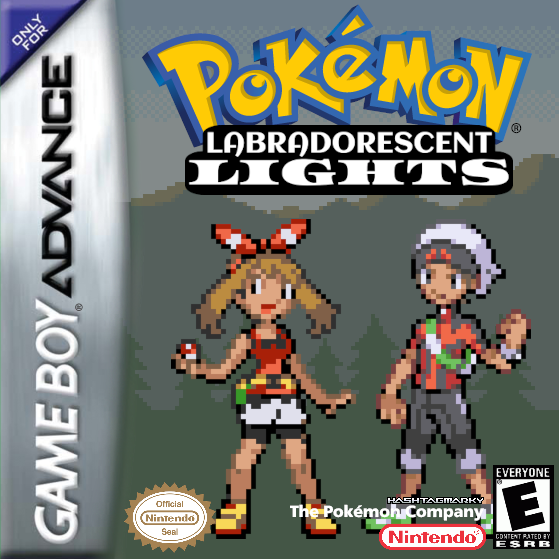 ONLY
FOR
GAME BOY ADVANCE
®
POKéMON
®
LABRADORESCENT
LIGHTS
Official
Nintendo
Seal
HASHTAGMARKY
The Pokémon Company
Nintendo
®
EVERYONE
E
CONTENT RATED BY
ESRB